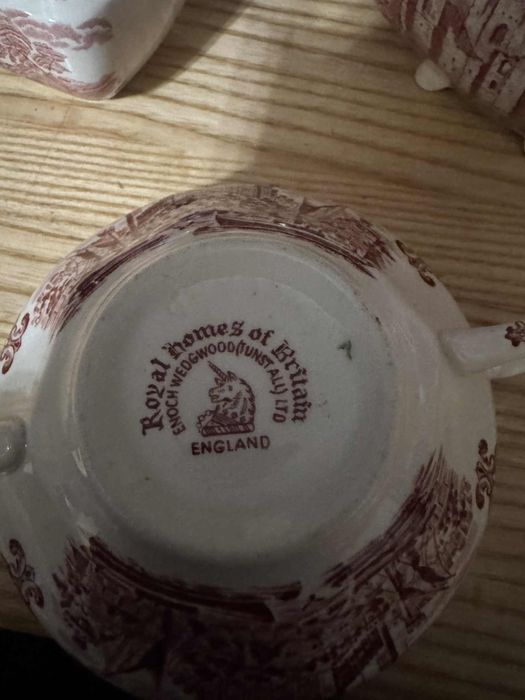 Royal Homes of Britain
ENOCH WEDGWOOD (TUNSTALL) LTD
ENGLAND